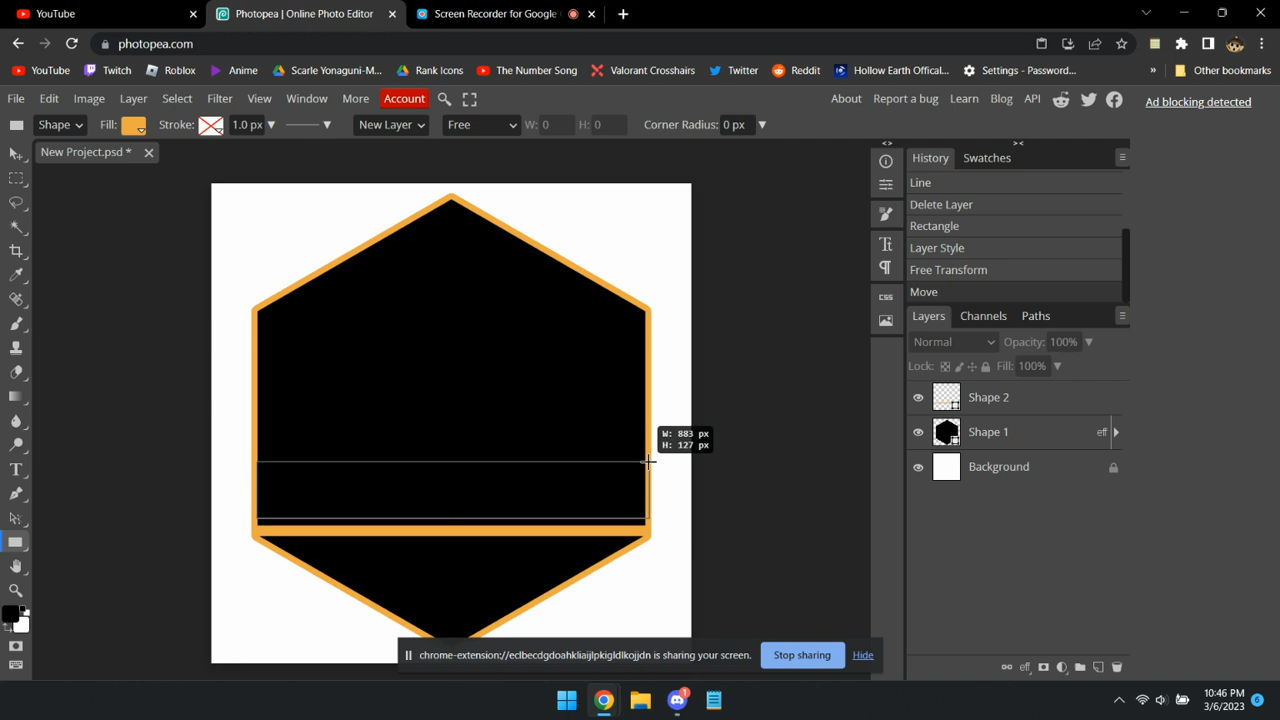 YouTube
Photopea | Online Photo Editor
Screen Recorder for Google
photopea.com
YouTube
Twitch
Roblox
Anime
Scarle Yonaguni-M...
Rank Icons
The Number Song
Valorant Crosshairs
Twitter
Reddit
Hollow Earth Offical...
Settings - Password...
»
Other bookmarks
File Edit Image Layer Select Filter View Window More Account
About Report a bug Learn Blog API
Ad blocking detected
Shape Fill: Stroke: 1.0 px New Layer Free W: 0 H: 0 Corner Radius: 0 px
New Project.psd *
History Swatches
Line
Delete Layer
Rectangle
Layer Style
Free Transform
Move
Layers Channels Paths
Normal Opacity: 100%
Lock: Fill: 100%
Shape 2
Shape 1 eff
Background
W: 883 px
H: 127 px
CSS
eff
chrome-extension://eclbecdgdoahkliaijlpkigldlkojjdn is sharing your screen.
Stop sharing
Hide
10:46 PM
3/6/2023
6
1